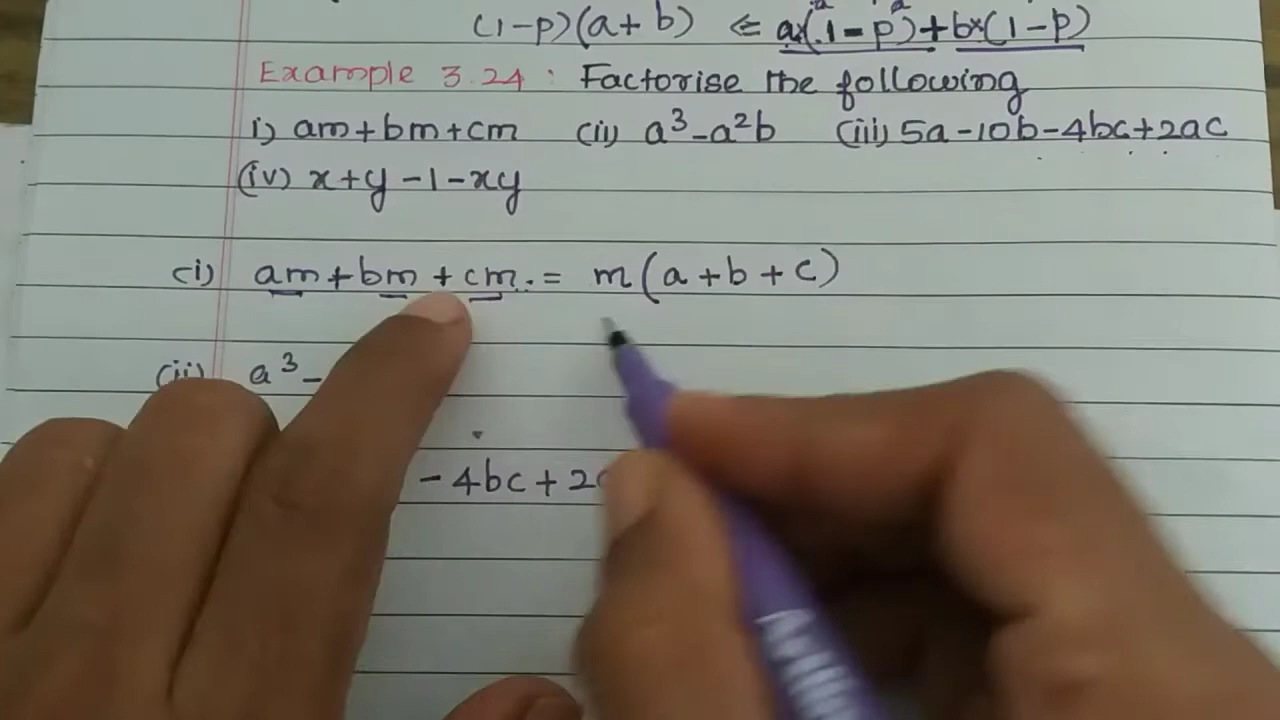 (1-p)(a+b) ⇐ a×(1-p)+b×(1-p)
Example 3.24 : Factorise the following
i) am+bm+cm (ii) a³-a²b (iii) 5a-10b-4bc+2ac
(iv) x+y-1-xy
(i) am+bm+cm.= m(a+b+c)
(ii) a³-
-4bc+2